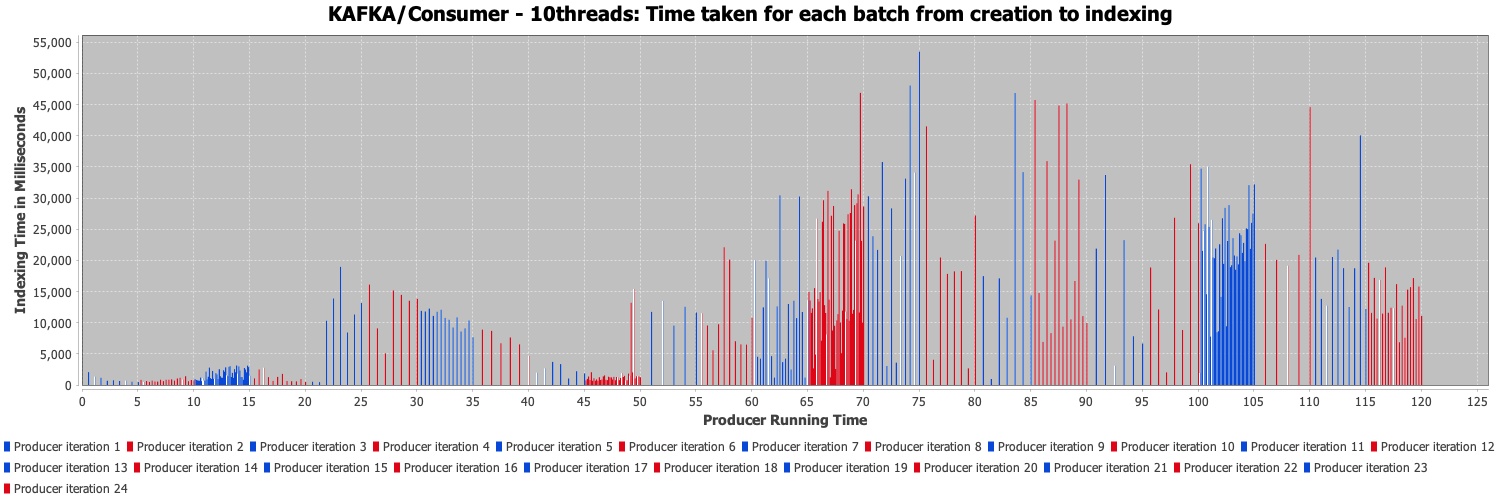 KAFKA/Consumer - 10threads: Time taken for each batch from creation to indexing
55,000
50,000
45,000
40,000
35,000
30,000
25,000
20,000
15,000
10,000
5,000
0
Indexing Time in Milliseconds
0 5 10 15 20 25 30 35 40 45 50 55 60 65 70 75 80 85 90 95 100 105 110 115 120 125
Producer Running Time
Producer iteration 1 Producer iteration 2 Producer iteration 3 Producer iteration 4 Producer iteration 5 Producer iteration 6 Producer iteration 7 Producer iteration 8 Producer iteration 9 Producer iteration 10 Producer iteration 11 Producer iteration 12
Producer iteration 13 Producer iteration 14 Producer iteration 15 Producer iteration 16 Producer iteration 17 Producer iteration 18 Producer iteration 19 Producer iteration 20 Producer iteration 21 Producer iteration 22 Producer iteration 23
Producer iteration 24